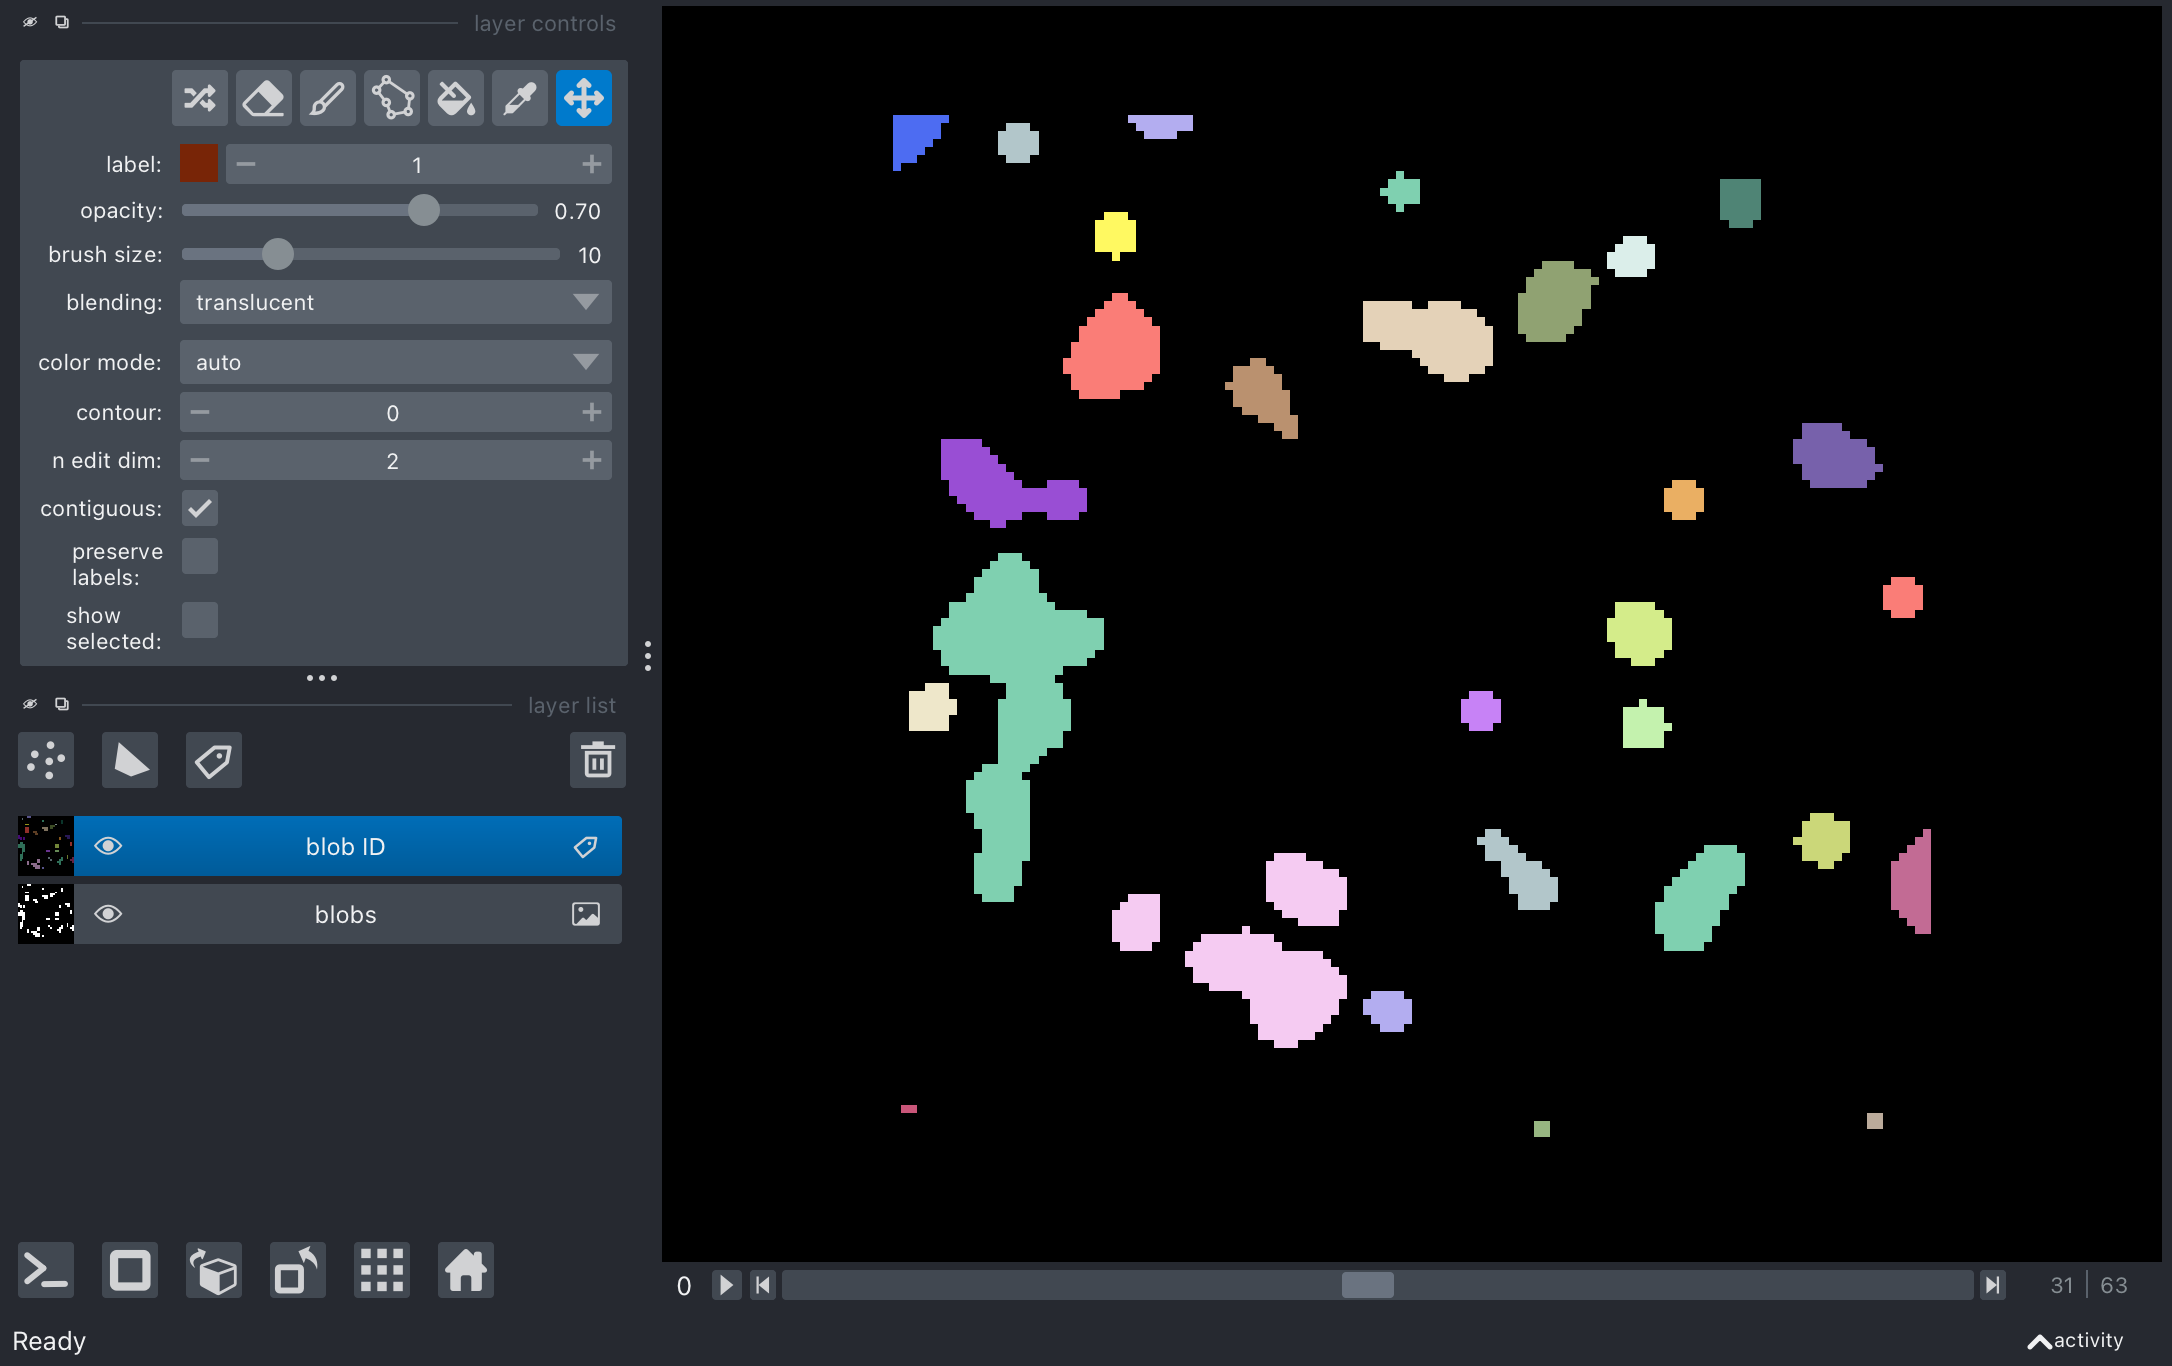 layer controls
label: 1
opacity: 0.70
brush size: 10
blending: translucent
color mode: auto
contour: 0
n edit dim: 2
contiguous:
preserve
labels:
show
selected:
layer list
blob ID
blobs
0 31 63
Ready activity